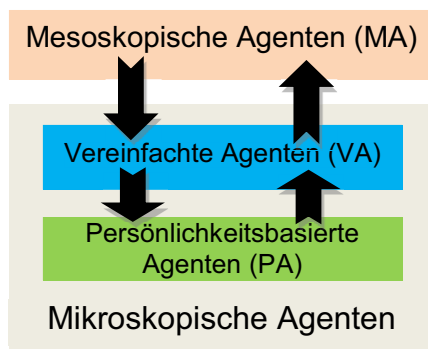 Mesoskopische Agenten (MA)
Vereinfachte Agenten (VA)
Persönlichkeitsbasierte
Agenten (PA)
Mikroskopische Agenten